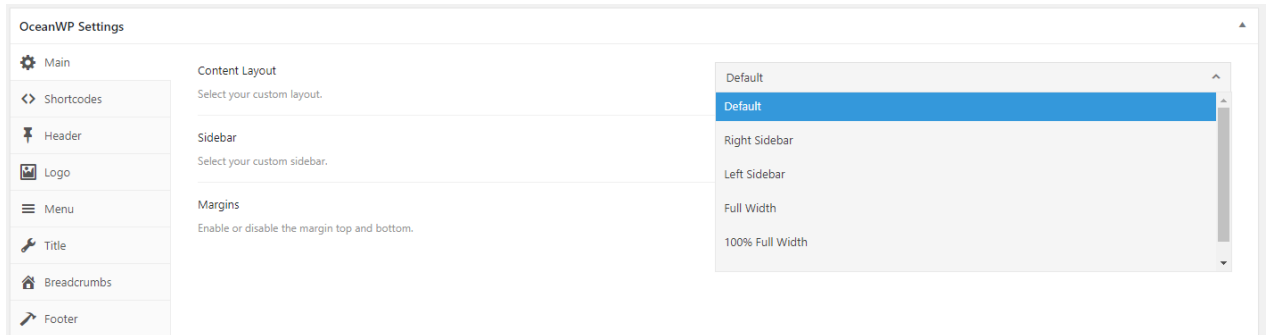 OceanWP Settings
Main
Shortcodes
Header
Logo
Menu
Title
Breadcrumbs
Footer
Content Layout
Select your custom layout.
Sidebar
Select your custom sidebar.
Margins
Enable or disable the margin top and bottom.
Default
Default
Right Sidebar
Left Sidebar
Full Width
100% Full Width